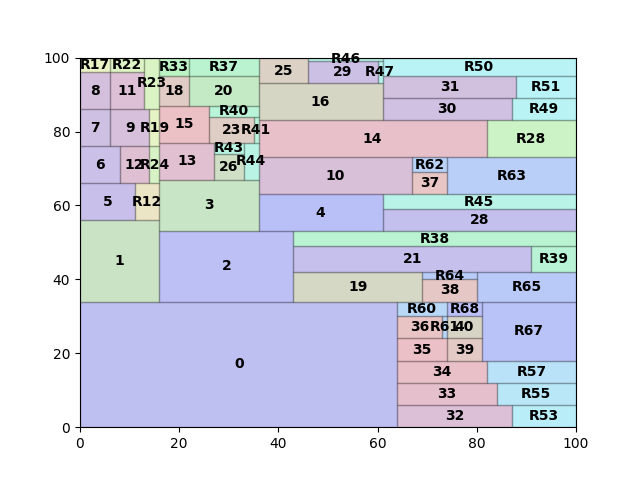 100
R17 R22 R33 R37 R46 R50
R23 25 29 R47
8 11 18 20 31 R51
16
80
R40 30 R49
7 9 R19 15 23 R41 14 R28
R43
6 12 R24 13 26 R44 R62
10 37 R63
60
5 R12 3 R45
4 28
R38
1 2 21 R39
40
R64
19 38 R65
R60 R68
36 R61 40 R67
20
0 35 39
34 R57
33 R55
32 R53
0
0 20 40 60 80 100